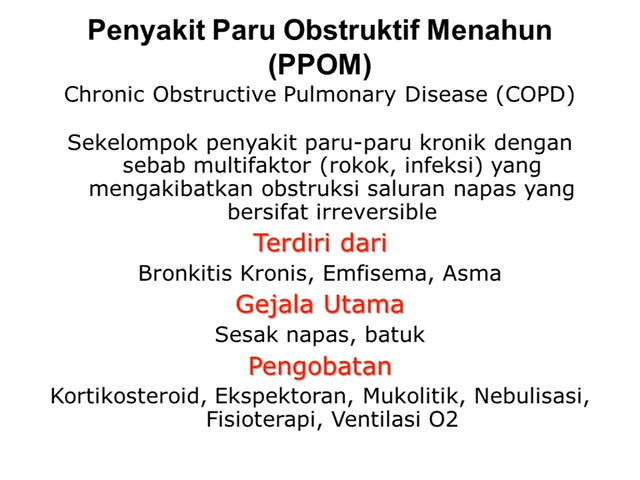 Penyakit Paru Obstruktif Menahun
(PPOM)
Chronic Obstructive Pulmonary Disease (COPD)
Sekelompok penyakit paru-paru kronik dengan
sebab multifaktor (rokok, infeksi) yang
mengakibatkan obstruksi saluran napas yang
bersifat irreversible
Terdiri dari
Bronkitis Kronis, Emfisema, Asma
Gejala Utama
Sesak napas, batuk
Pengobatan
Kortikosteroid, Ekspektoran, Mukolitik, Nebulisasi,
Fisioterapi, Ventilasi O2